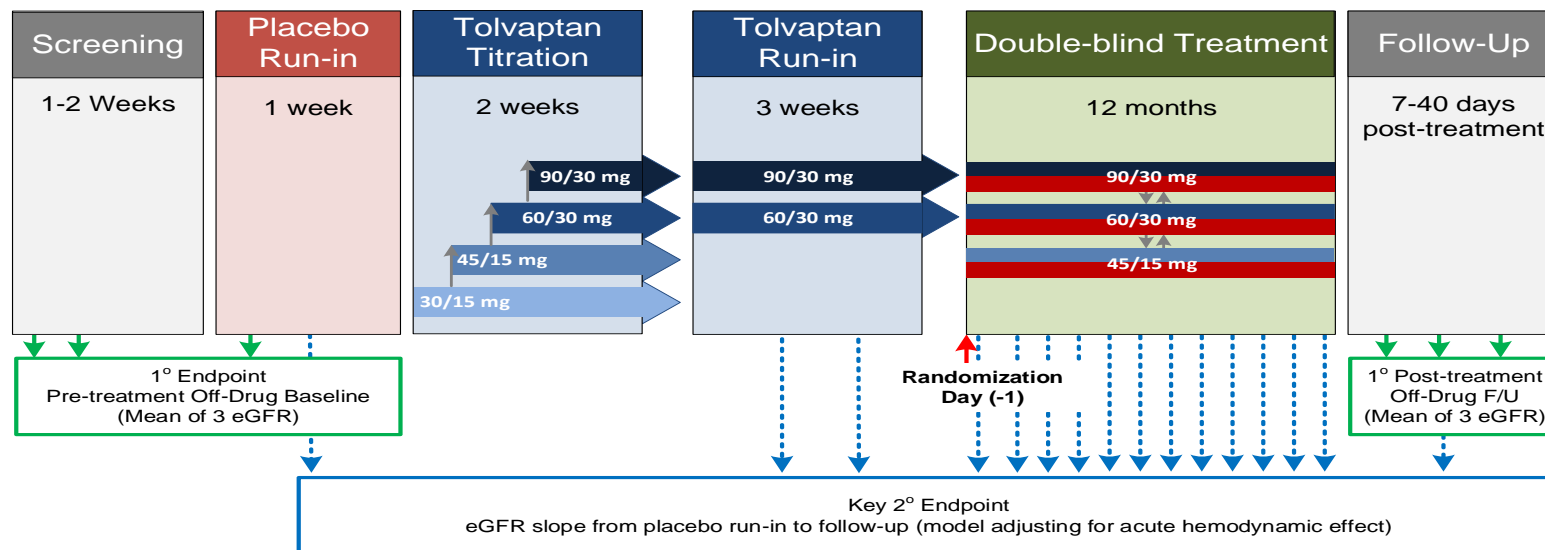 Screening
1-2 Weeks
Placebo
Run-in
1 week
Tolvaptan
Titration
2 weeks
90/30 mg
60/30 mg
45/15 mg
30/15 mg
Tolvaptan
Run-in
3 weeks
90/30 mg
60/30 mg
Double-blind Treatment
12 months
90/30 mg
60/30 mg
45/15 mg
Follow-Up
7-40 days
post-treatment
1° Endpoint
Pre-treatment Off-Drug Baseline
(Mean of 3 eGFR)
Randomization
Day (-1)
1° Post-treatment
Off-Drug F/U
(Mean of 3 eGFR)
Key 2° Endpoint
eGFR slope from placebo run-in to follow-up (model adjusting for acute hemodynamic effect)